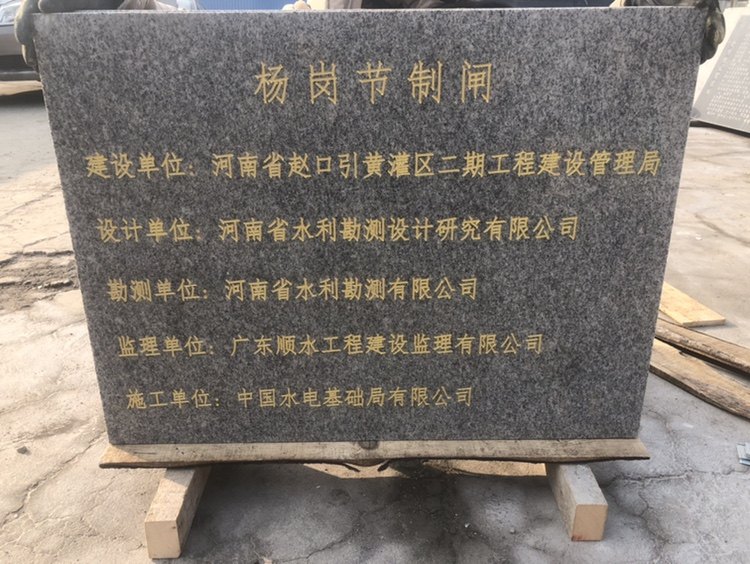 杨岗节制闸
建设单位：河南省赵口引黄灌区二期工程建设管理局
设计单位：河南省水利勘测设计研究有限公司
勘测单位：河南省水利勘测有限公司
监理单位：广东顺水工程建设监理有限公司
施工单位：中国水电基础局有限公司